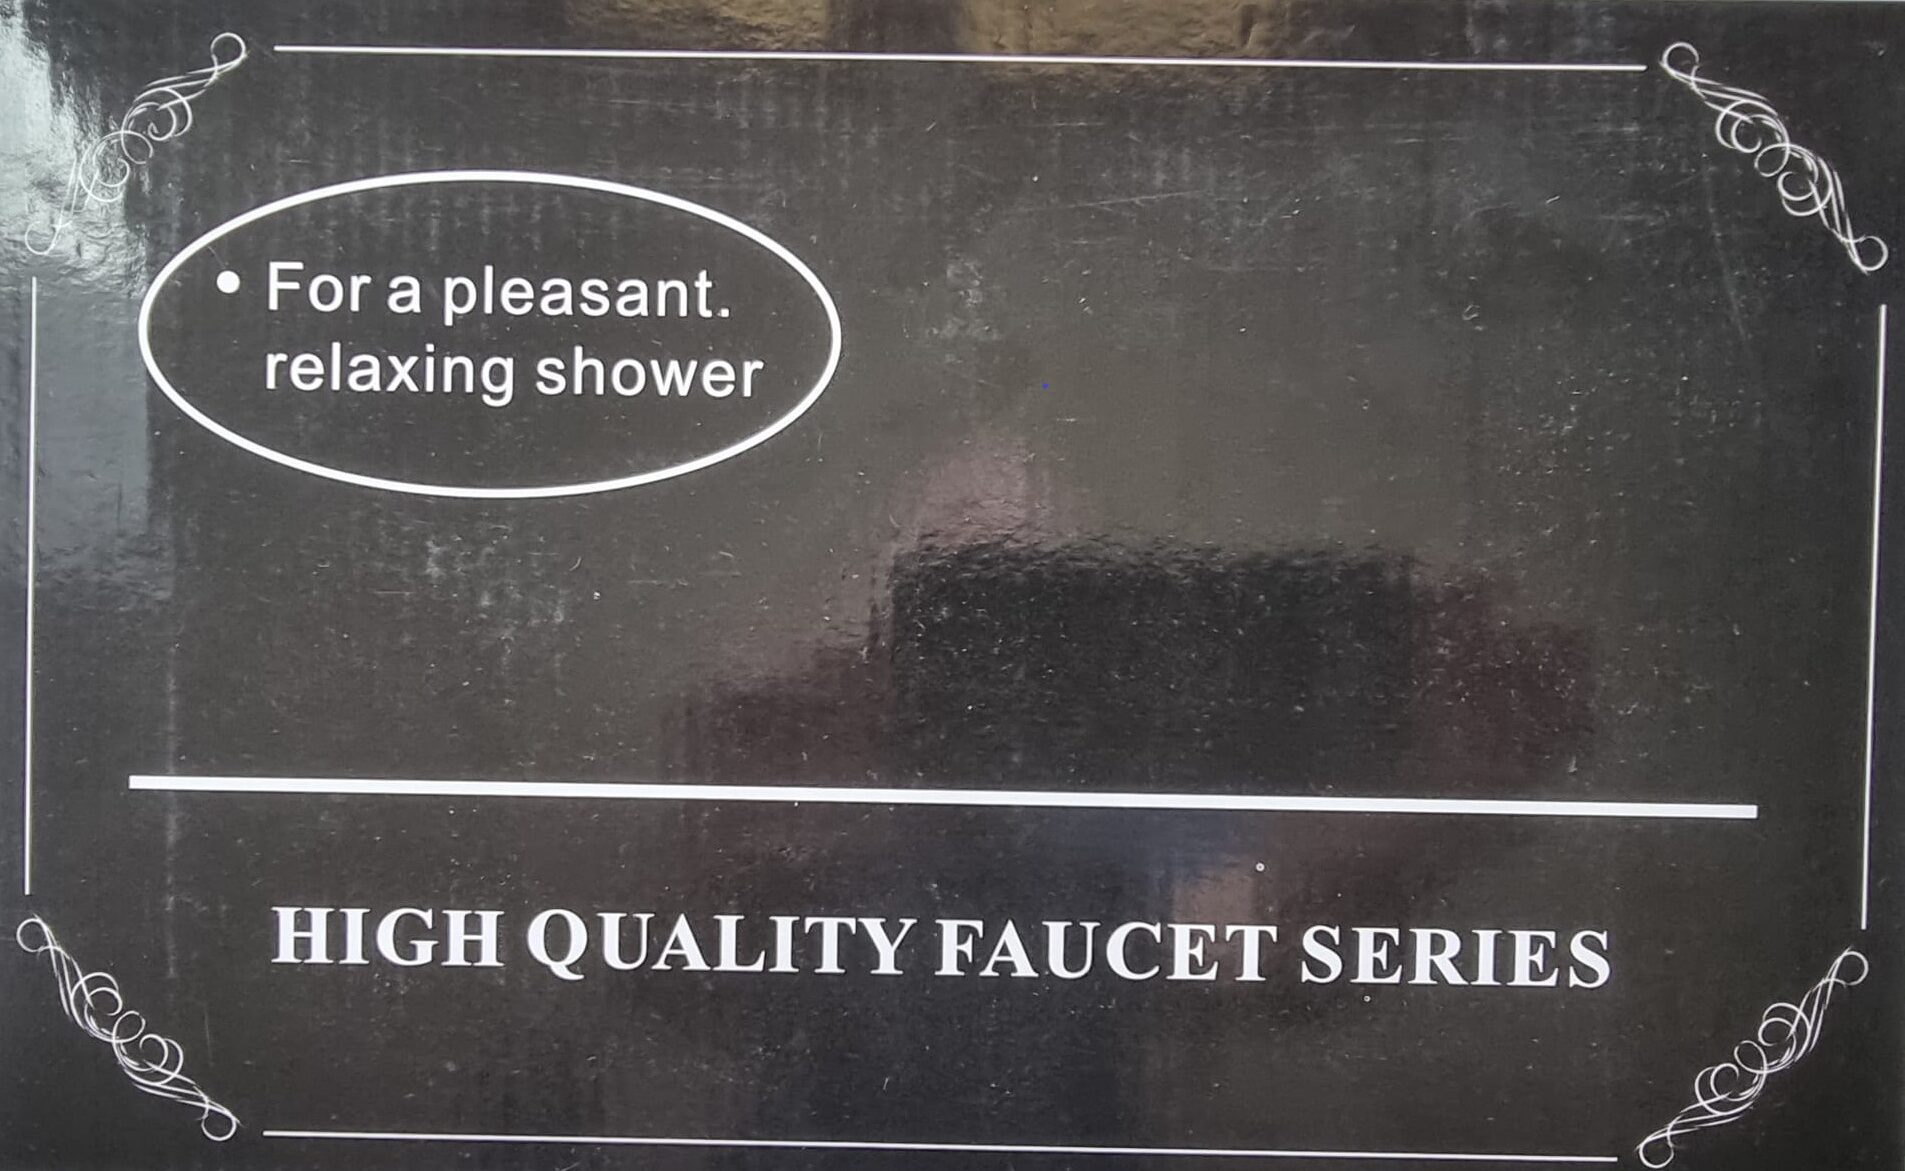 • For a pleasant.
relaxing shower
HIGH QUALITY FAUCET SERIES